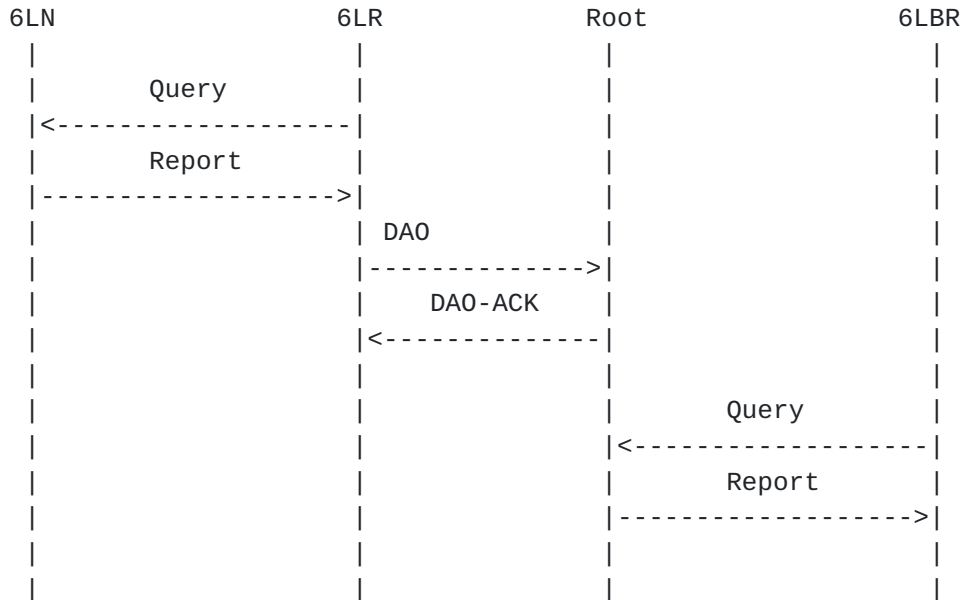 6LN                  6LR             Root               6LBR
 |                    |               |                    |
 |       Query        |               |                    |
 |<-------------------|               |                    |
 |       Report       |               |                    |
 |------------------->|               |                    |
 |                    | DAO           |                    |
 |                    |-------------->|                    |
 |                    |    DAO-ACK    |                    |
 |                    |<--------------|                    |
 |                    |               |                    |
 |                    |               |       Query        |
 |                    |               |<-------------------|
 |                    |               |       Report       |
 |                    |               |------------------->|
 |                    |               |                    |
 |                    |               |                    |